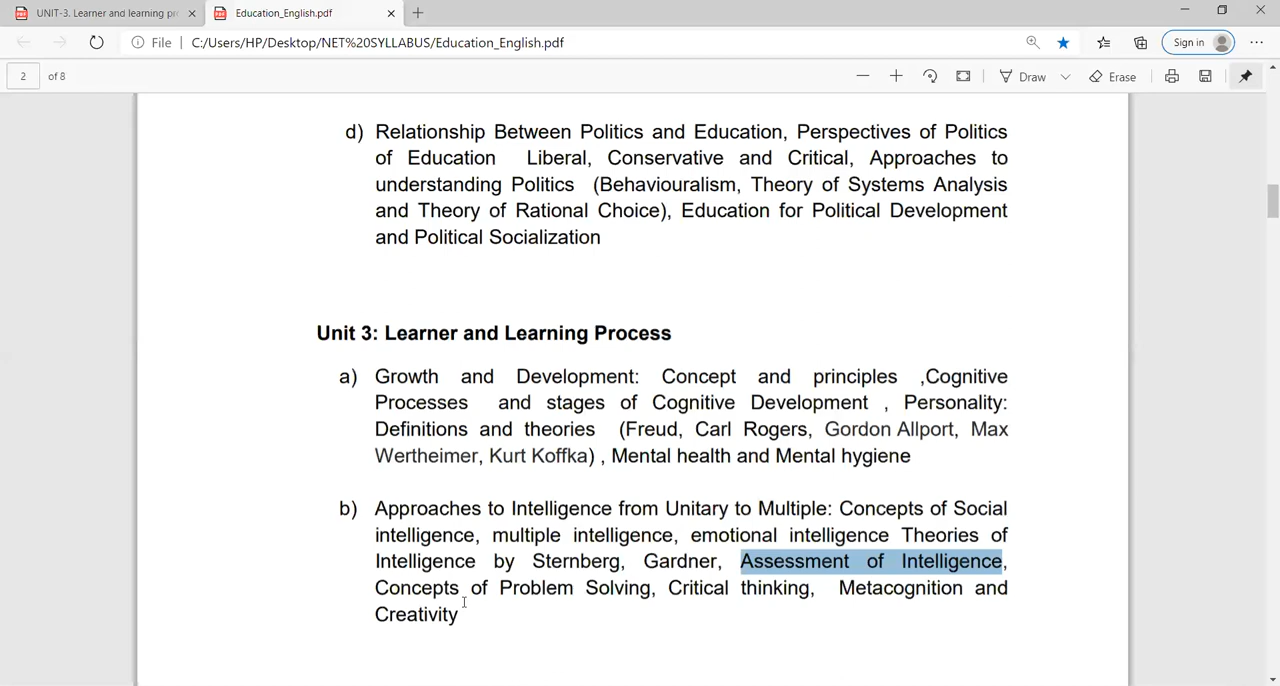 UNIT-3. Learner and learning pr
Education_English.pdf
File
C:/Users/HP/Desktop/NET%20SYLLABUS/Education_English.pdf
Sign in
2 of 8
Draw
Erase
d) Relationship Between Politics and Education, Perspectives of Politics
of Education Liberal, Conservative and Critical, Approaches to
understanding Politics (Behaviouralism, Theory of Systems Analysis
and Theory of Rational Choice), Education for Political Development
and Political Socialization
Unit 3: Learner and Learning Process
a) Growth and Development: Concept and principles ,Cognitive
Processes and stages of Cognitive Development , Personality:
Definitions and theories (Freud, Carl Rogers, Gordon Allport, Max
Wertheimer, Kurt Koffka) , Mental health and Mental hygiene
b) Approaches to Intelligence from Unitary to Multiple: Concepts of Social
intelligence, multiple intelligence, emotional intelligence Theories of
Intelligence by Sternberg, Gardner, Assessment of Intelligence,
Concepts of Problem Solving, Critical thinking, Metacognition and
Creativity